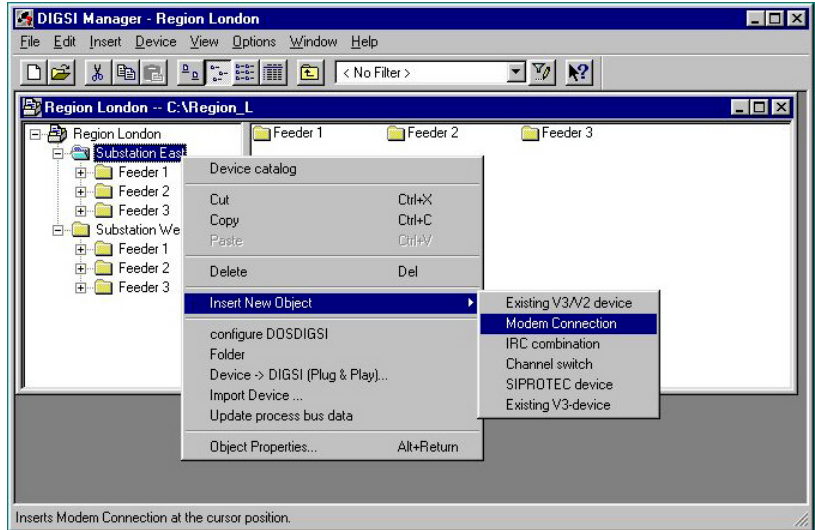 DIGSI Manager - Region London
File Edit Insert Device View Options Window Help
< No Filter >
Region London -- C:\Region_L
Region London
Substation East
Feeder 1
Feeder 2
Feeder 3
Substation We
Feeder 1
Feeder 2
Feeder 3
Feeder 1 Feeder 2 Feeder 3
Device catalog
Cut Ctrl+X
Copy Ctrl+C
Paste Ctrl+V
Delete Del
Insert New Object
configure DOSDIGSI
Folder
Device -> DIGSI (Plug & Play)...
Import Device ...
Update process bus data
Object Properties... Alt+Return
Existing V3/V2 device
Modem Connection
IRC combination
Channel switch
SIPROTEC device
Existing V3-device
Inserts Modem Connection at the cursor position.